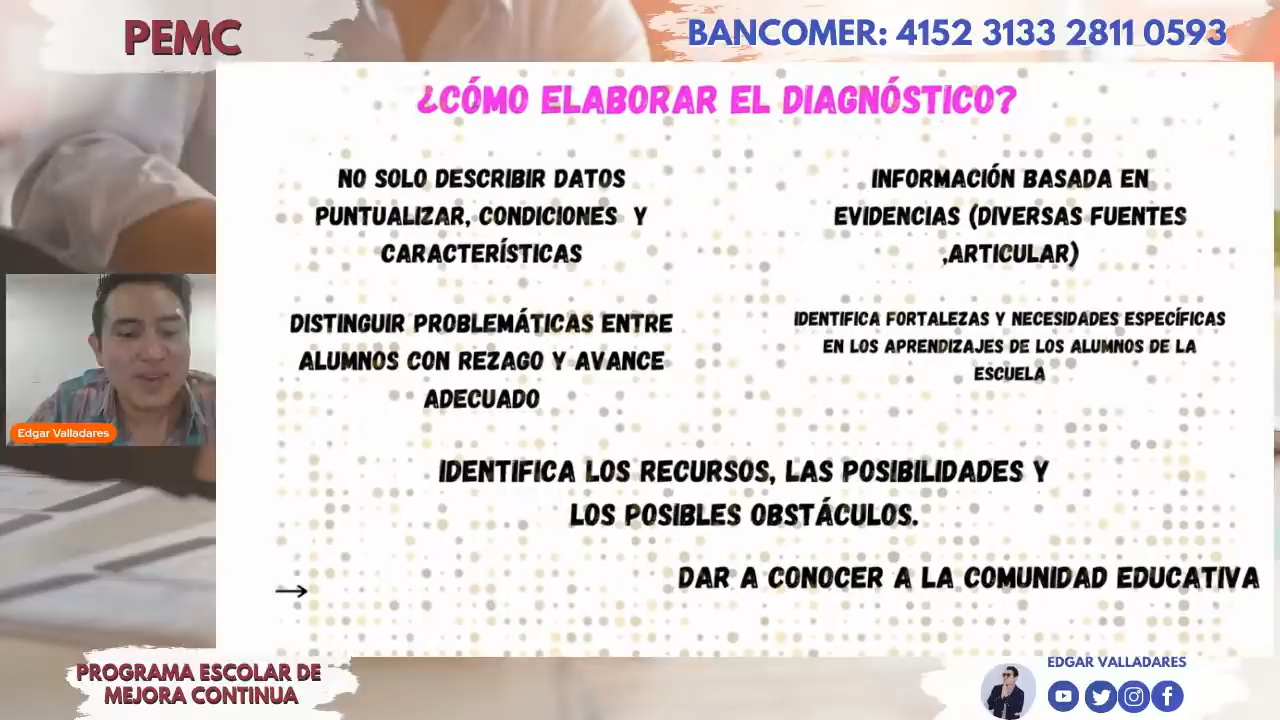 PEMC
BANCOMER: 4152 3133 2811 0593
¿CÓMO ELABORAR EL DIAGNÓSTICO?
NO SOLO DESCRIBIR DATOS
PUNTUALIZAR, CONDICIONES Y
CARACTERÍSTICAS
INFORMACIÓN BASADA EN
EVIDENCIAS (DIVERSAS FUENTES
,ARTICULAR)
DISTINGUIR PROBLEMÁTICAS ENTRE
ALUMNOS CON REZAGO Y AVANCE
ADECUADO
IDENTIFICA FORTALEZAS Y NECESIDADES ESPECÍFICAS
EN LOS APRENDIZAJES DE LOS ALUMNOS DE LA
ESCUELA
IDENTIFICA LOS RECURSOS, LAS POSIBILIDADES Y
LOS POSIBLES OBSTÁCULOS.
DAR A CONOCER A LA COMUNIDAD EDUCATIVA
Edgar Valladares
PROGRAMA ESCOLAR DE
MEJORA CONTINUA
EDGAR VALLADARES